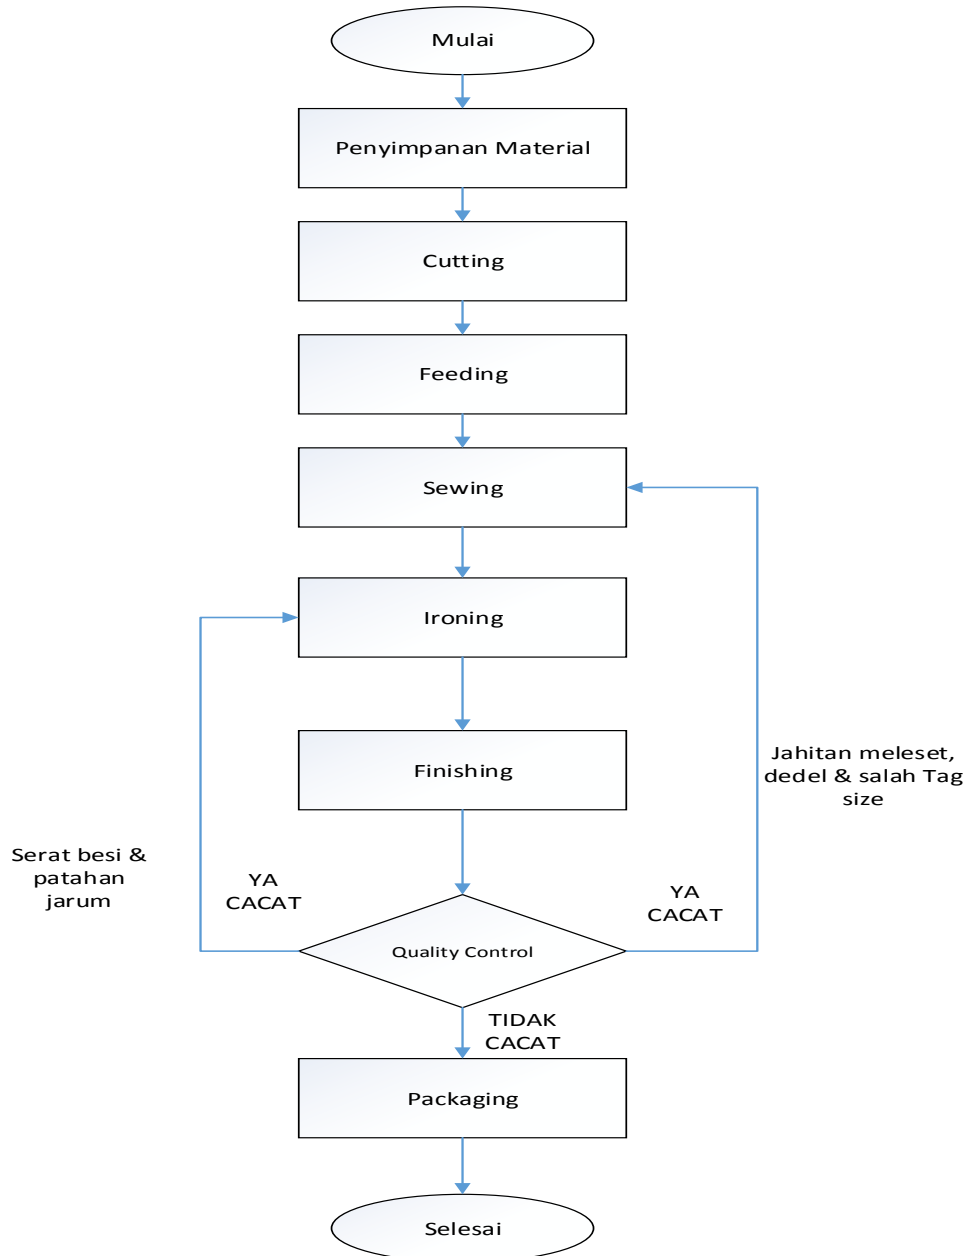 Mulai
Penyimpanan Material
Cutting
Feeding
Sewing
Ironing
Finishing
Jahitan meleset,
dedel & salah Tag
size
Serat besi &
patahan
jarum
YA
CACAT
YA
CACAT
Quality Control
TIDAK
CACAT
Packaging
Selesai